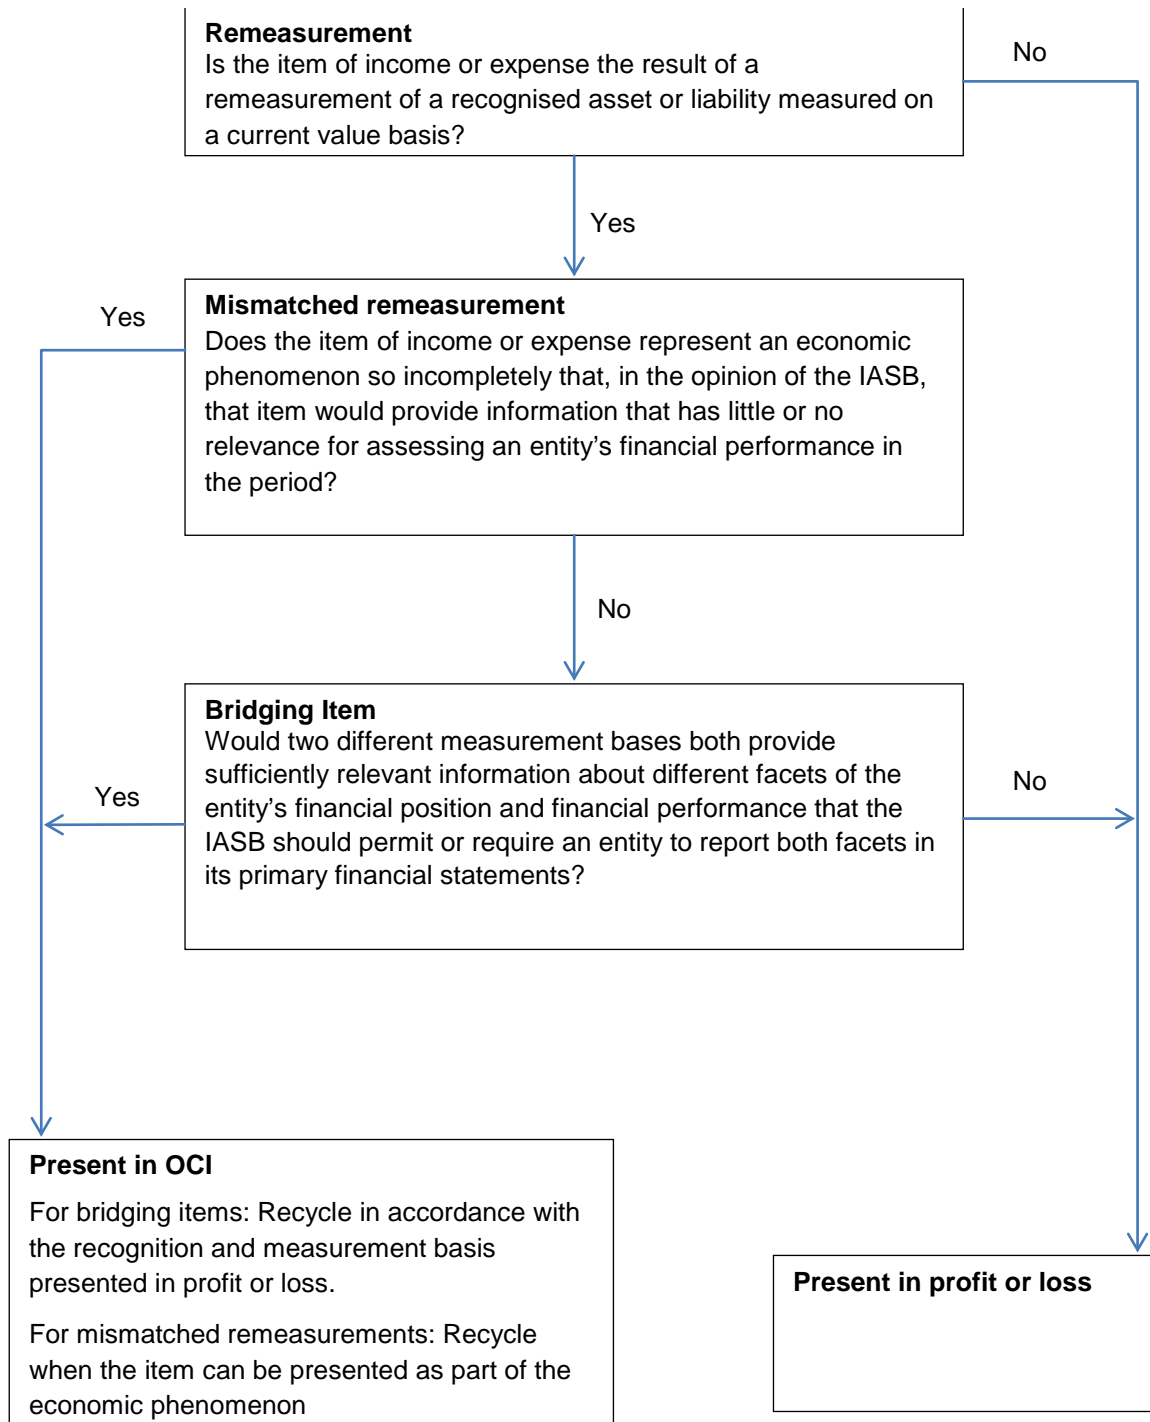 Remeasurement
Is the item of income or expense the result of a
remeasurement of a recognised asset or liability measured on
a current value basis?
No
Yes
Mismatched remeasurement
Does the item of income or expense represent an economic
phenomenon so incompletely that, in the opinion of the IASB,
that item would provide information that has little or no
relevance for assessing an entity’s financial performance in
the period?
Yes
No
Bridging Item
Would two different measurement bases both provide
sufficiently relevant information about different facets of the
entity’s financial position and financial performance that the
IASB should permit or require an entity to report both facets in
its primary financial statements?
Yes
No
Present in OCI
For bridging items: Recycle in accordance with
the recognition and measurement basis
presented in profit or loss.
For mismatched remeasurements: Recycle
when the item can be presented as part of the
economic phenomenon
Present in profit or loss